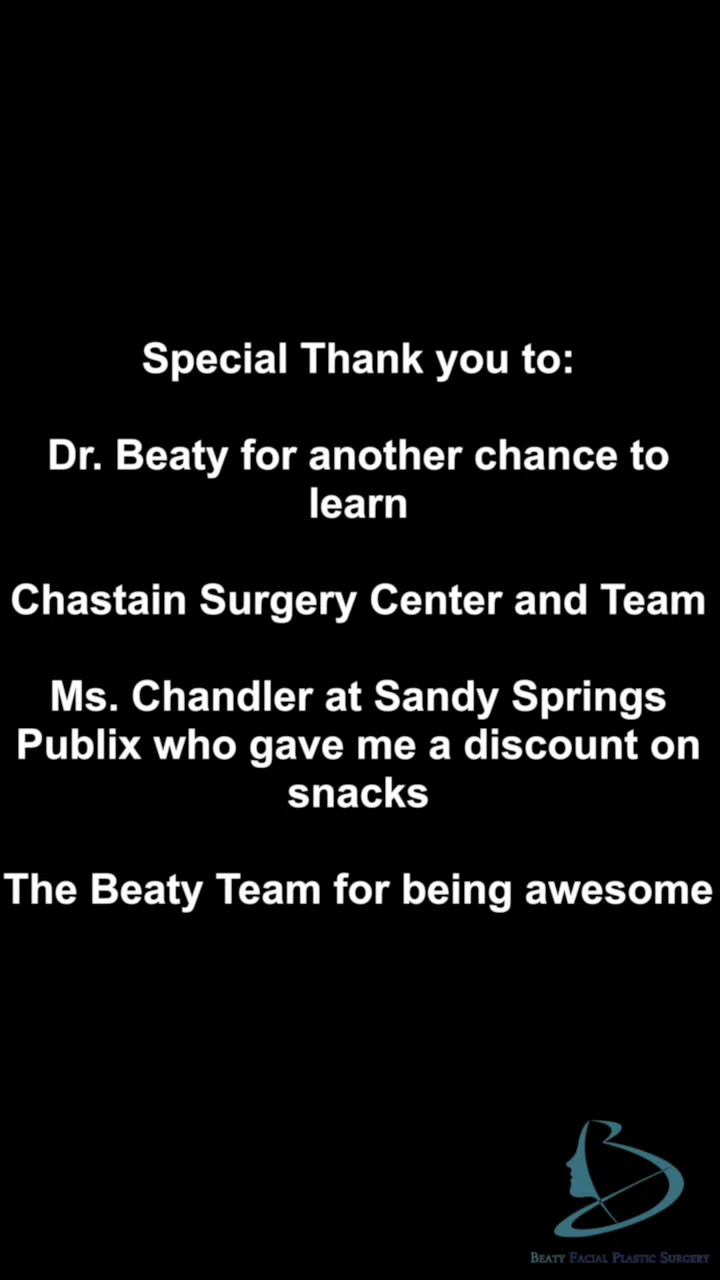 Special Thank you to:
Dr. Beaty for another chance to
learn
Chastain Surgery Center and Team
Ms. Chandler at Sandy Springs
Publix who gave me a discount on
snacks
The Beaty Team for being awesome
BEATY FACIAL PLASTIC SURGERY